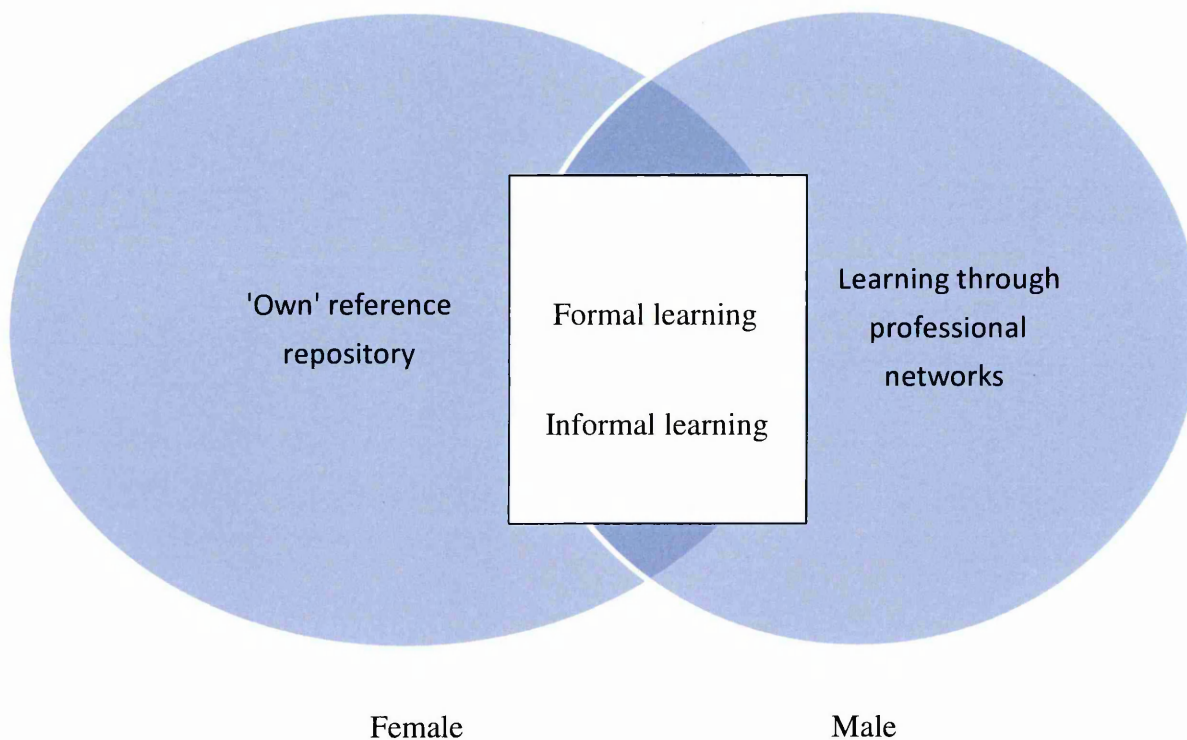 'Own' reference
repository
Formal learning
Informal learning
Learning through
professional
networks
Female
Male